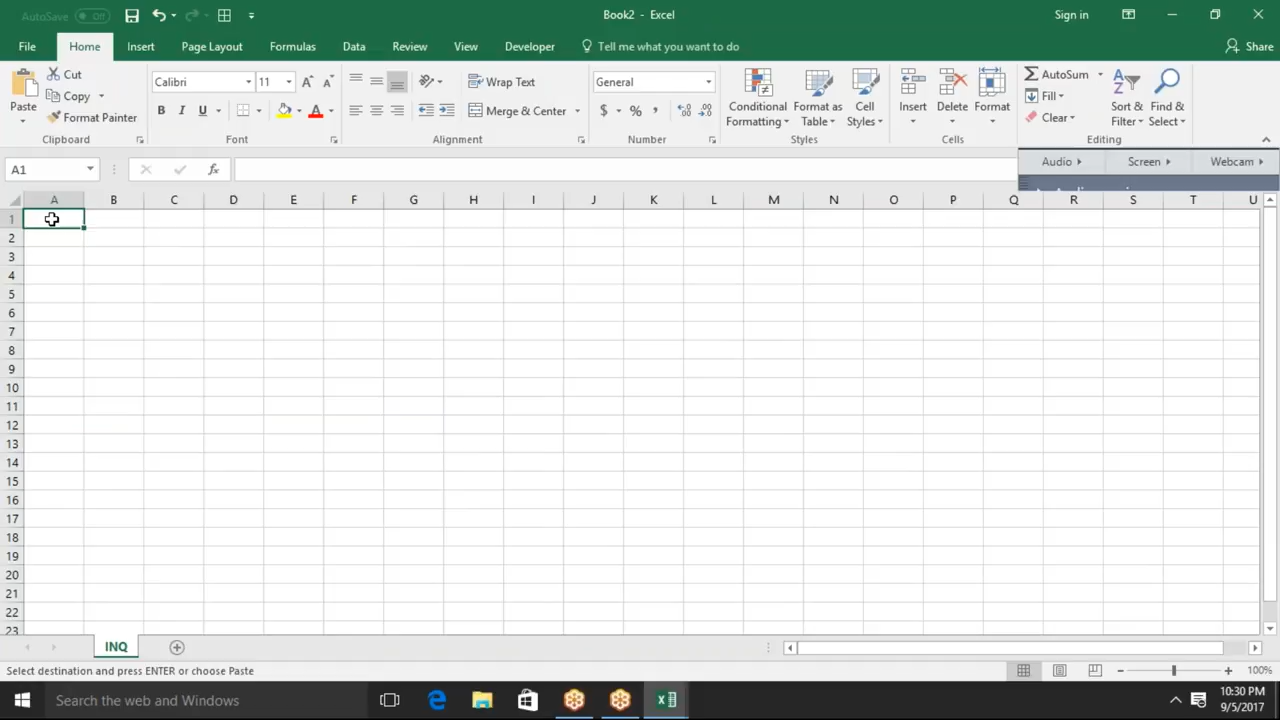 AutoSave Off
Book2 - Excel
Sign in
File Home Insert Page Layout Formulas Data Review View Developer Tell me what you want to do Share
Paste
Cut
Copy
Format Painter
Clipboard
Calibri 11
B I U A
Font
Wrap Text
Merge & Center
Alignment
General
$ % ,
Number
Conditional Formatting
Format as Table
Cell Styles
Styles
Insert
Delete
Format
Cells
AutoSum
Fill
Clear
Sort & Filter
Find & Select
Editing
A1 fx
Audio Screen Webcam
A B C D E F G H I J K L M N O P Q R S T U
1
2
3
4
5
6
7
8
9
10
11
12
13
14
15
16
17
18
19
20
21
22
23
INQ
Select destination and press ENTER or choose Paste
100%
Search the web and Windows
10:30 PM
9/5/2017